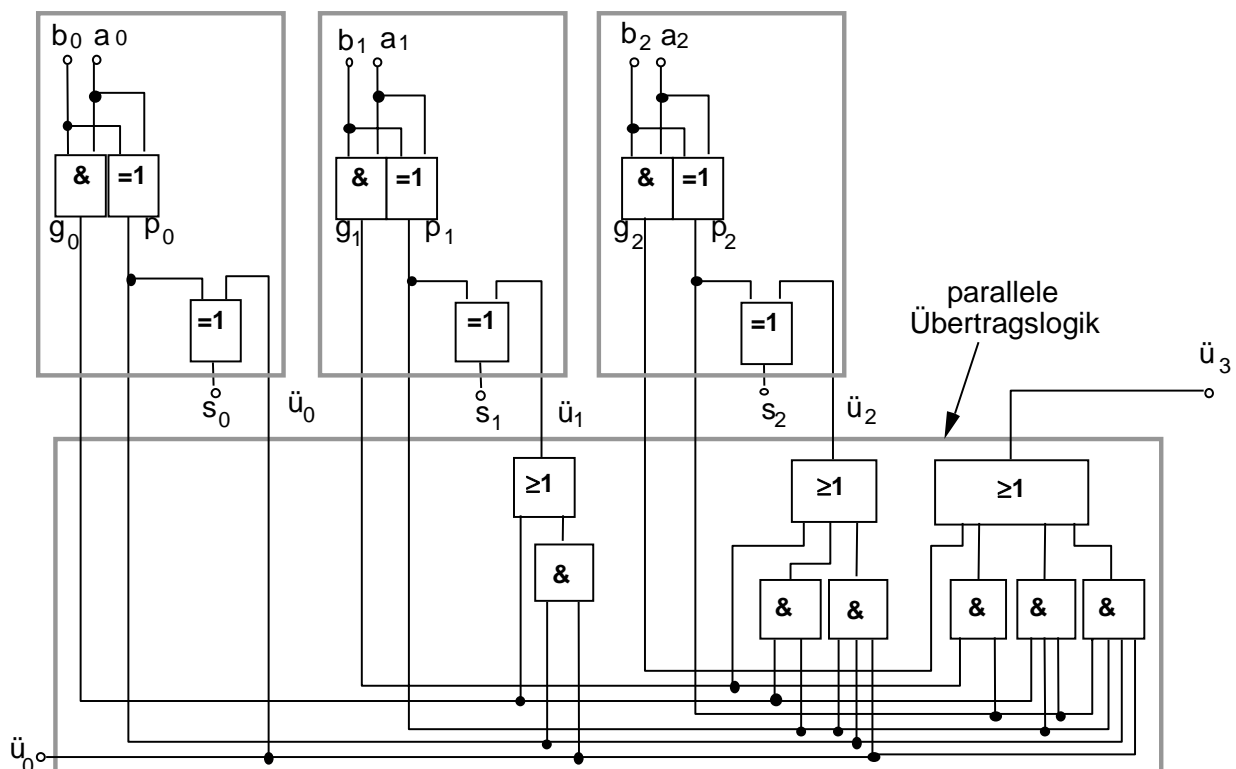 b0 a0 b1 a1 b2 a2
& =1 & =1 & =1
g0 p0 g1 p1 g2 p2
=1 =1 =1
parallele
Übertragslogik
ü3
s0 ü0 s1 ü1 s2 ü2
≥1 ≥1 ≥1
&
& & & & &
ü0